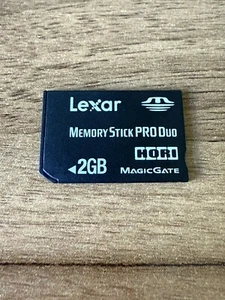 Lexar
MEMORY STICK PRO DUO
HORI
◄2GB
MAGICGATE